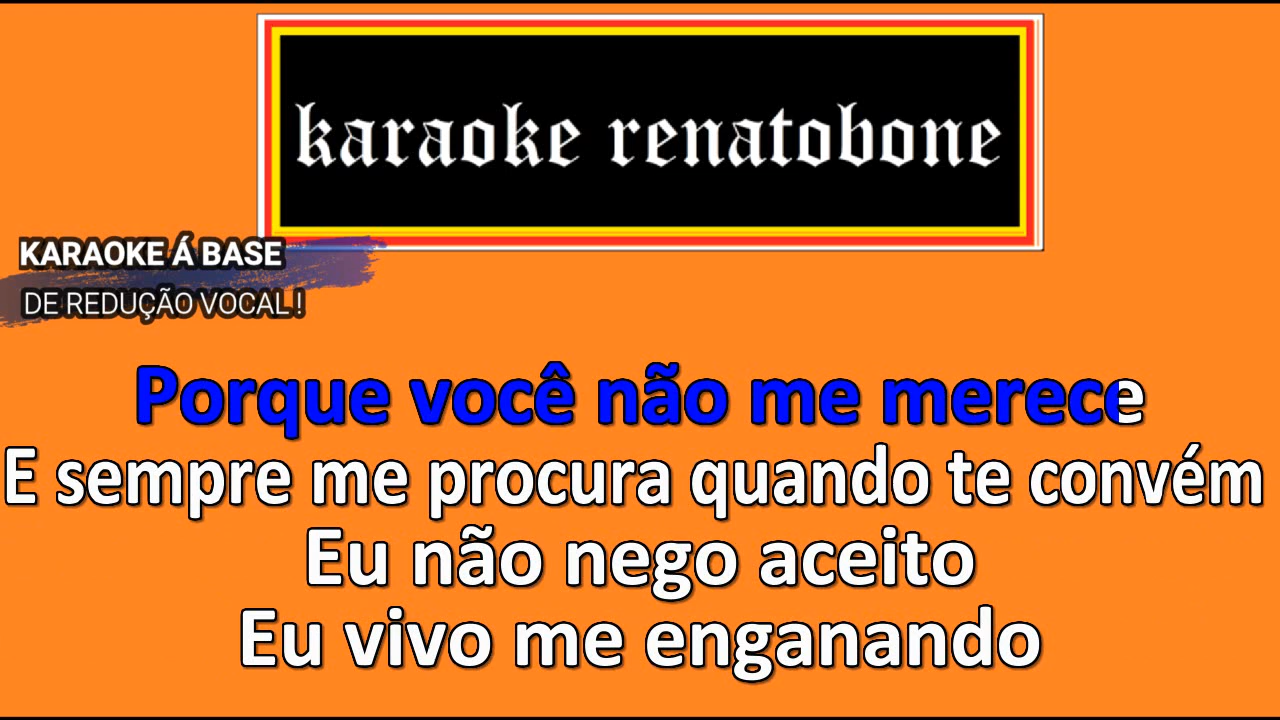 karaoke renatobone
KARAOKE Á BASE
DE REDUÇÃO VOCAL !
Porque você não me merece
E sempre me procura quando te convém
Eu não nego aceito
Eu vivo me enganando